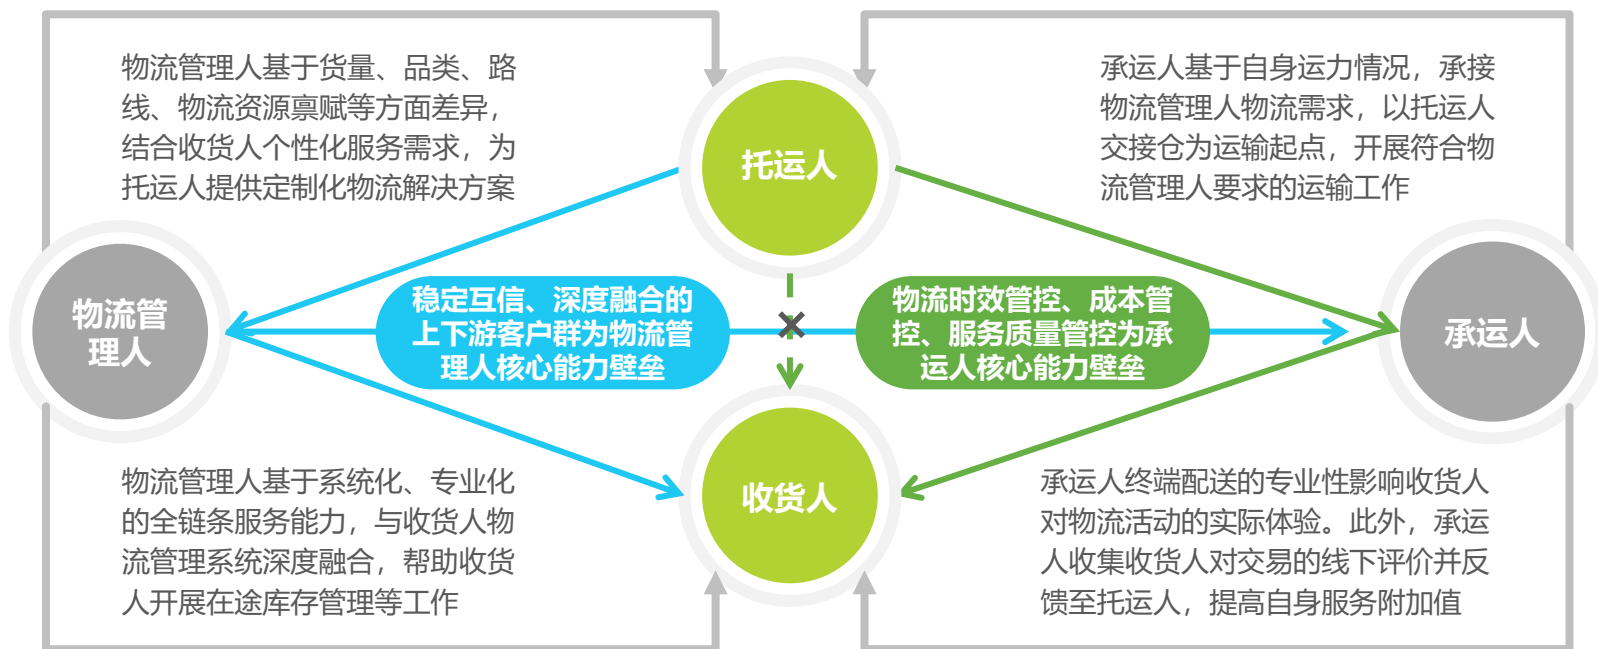 物流管理人基于货量、品类、路
线、物流资源禀赋等方面差异，
结合收货人个性化服务需求，为
托运人提供定制化物流解决方案
托运人
承运人基于自身运力情况，承接
物流管理人物流需求，以托运人
交接仓为运输起点，开展符合物
流管理人要求的运输工作
物流管
理人
稳定互信、深度融合的
上下游客户群为物流管
理人核心能力壁垒
物流时效管控、成本管
控、服务质量管控为承
运人核心能力壁垒
承运人
物流管理人基于系统化、专业化
的全链条服务能力，与收货人物
流管理系统深度融合，帮助收货
人开展在途库存管理等工作
收货人
承运人终端配送的专业性影响收货人
对物流活动的实际体验。此外，承运
人收集收货人对交易的线下评价并反
馈至托运人，提高自身服务附加值